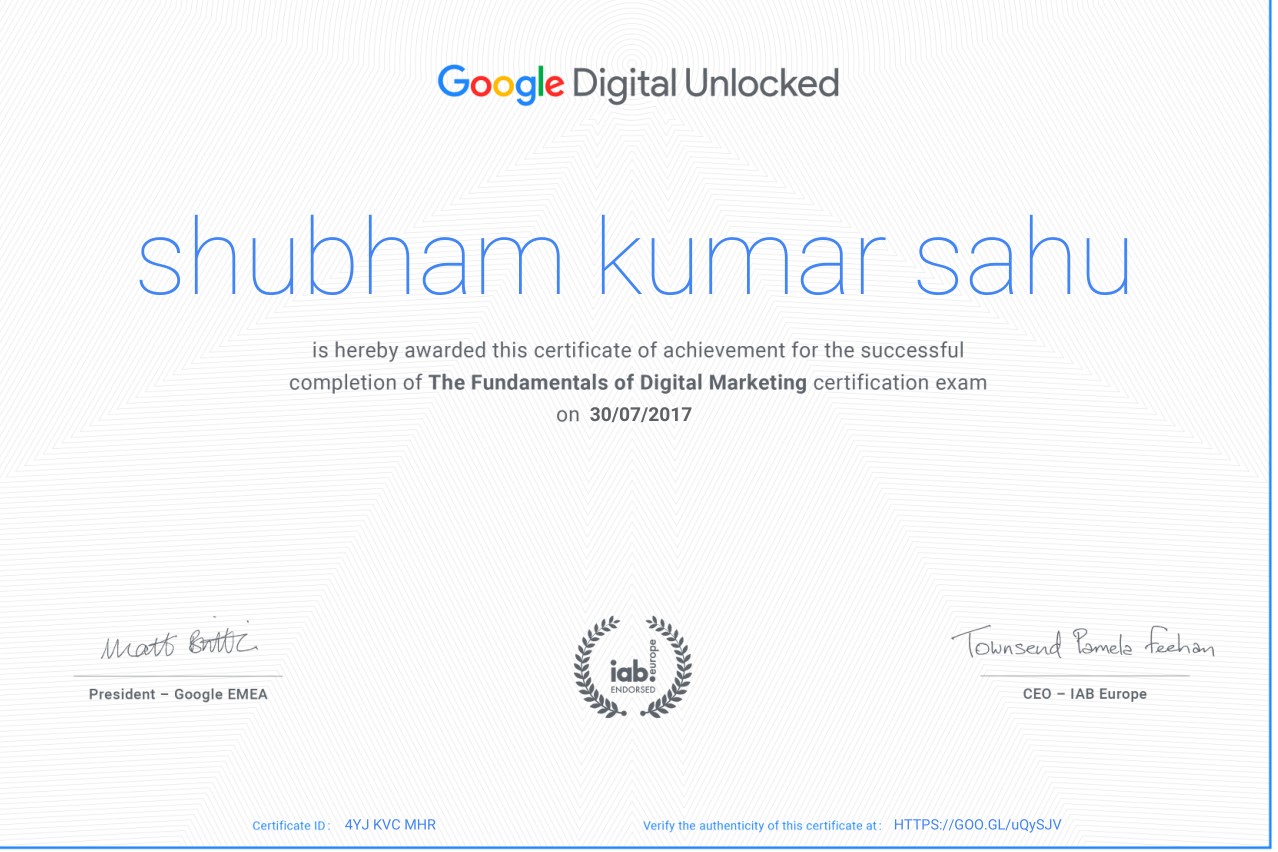 Google Digital Unlocked
shubham kumar sahu
is hereby awarded this certificate of achievement for the successful
completion of The Fundamentals of Digital Marketing certification exam
on 30/07/2017
Matt Brittin
Townsend Pamela Feehan
iab.
europe
ENDORSED
President – Google EMEA
CEO – IAB Europe
Certificate ID: 4YJ KVC MHR
Verify the authenticity of this certificate at: HTTPS://GOO.GL/uQySJV